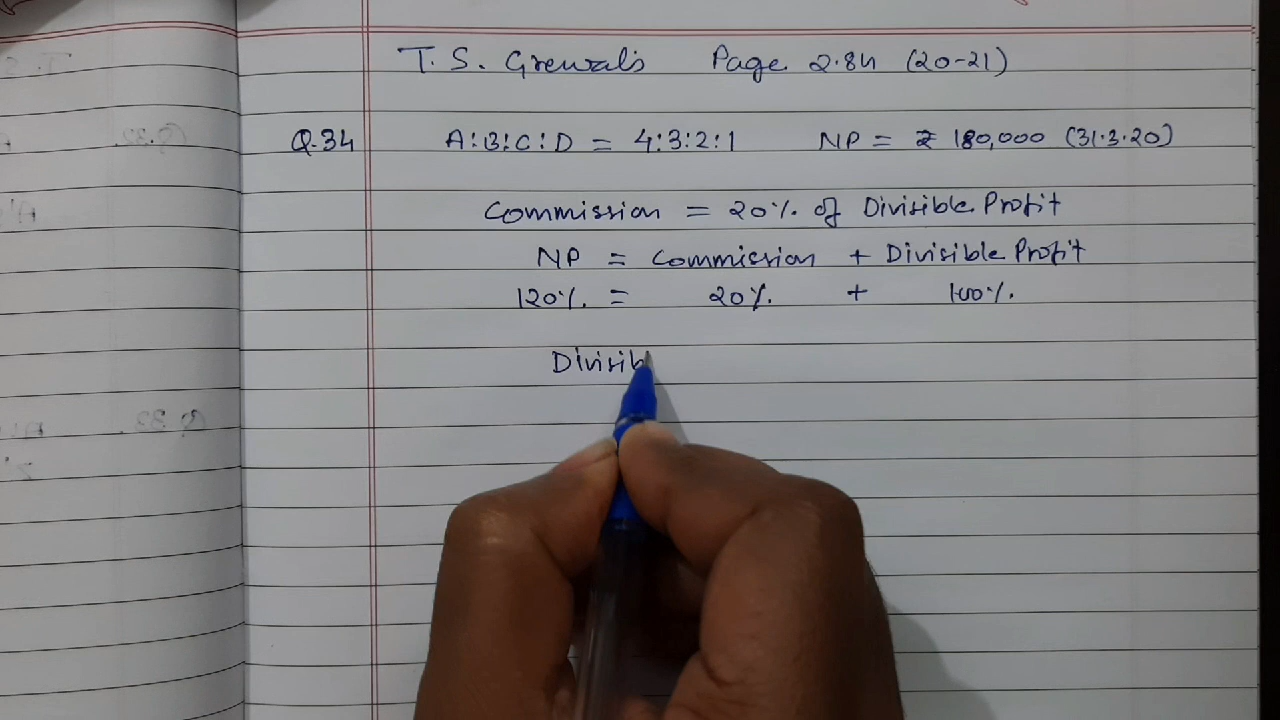 T. S. Grewal's Page 2.84 (20-21)
Q.34 A:B:C:D = 4:3:2:1 NP = ₹ 180,000 (31.3.20)
Commission = 20% of Divisible Profit
NP = Commission + Divisible Profit
120% = 20% + 100%
Divisib